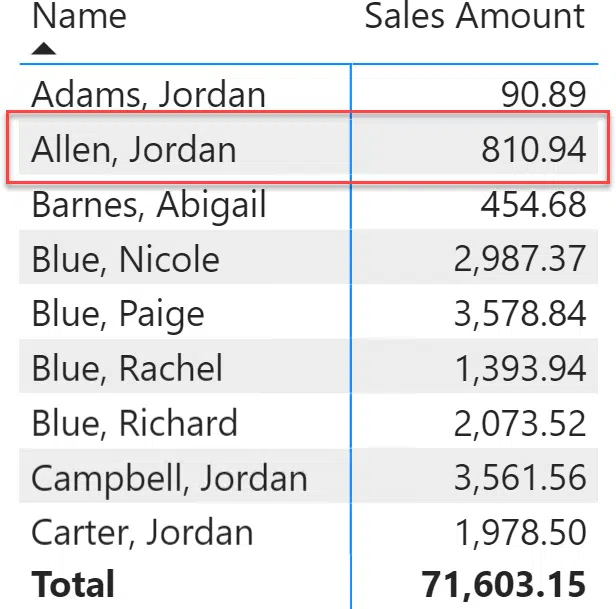 Name Sales Amount
Adams, Jordan 90.89
Allen, Jordan 810.94
Barnes, Abigail 454.68
Blue, Nicole 2,987.37
Blue, Paige 3,578.84
Blue, Rachel 1,393.94
Blue, Richard 2,073.52
Campbell, Jordan 3,561.56
Carter, Jordan 1,978.50
Total 71,603.15